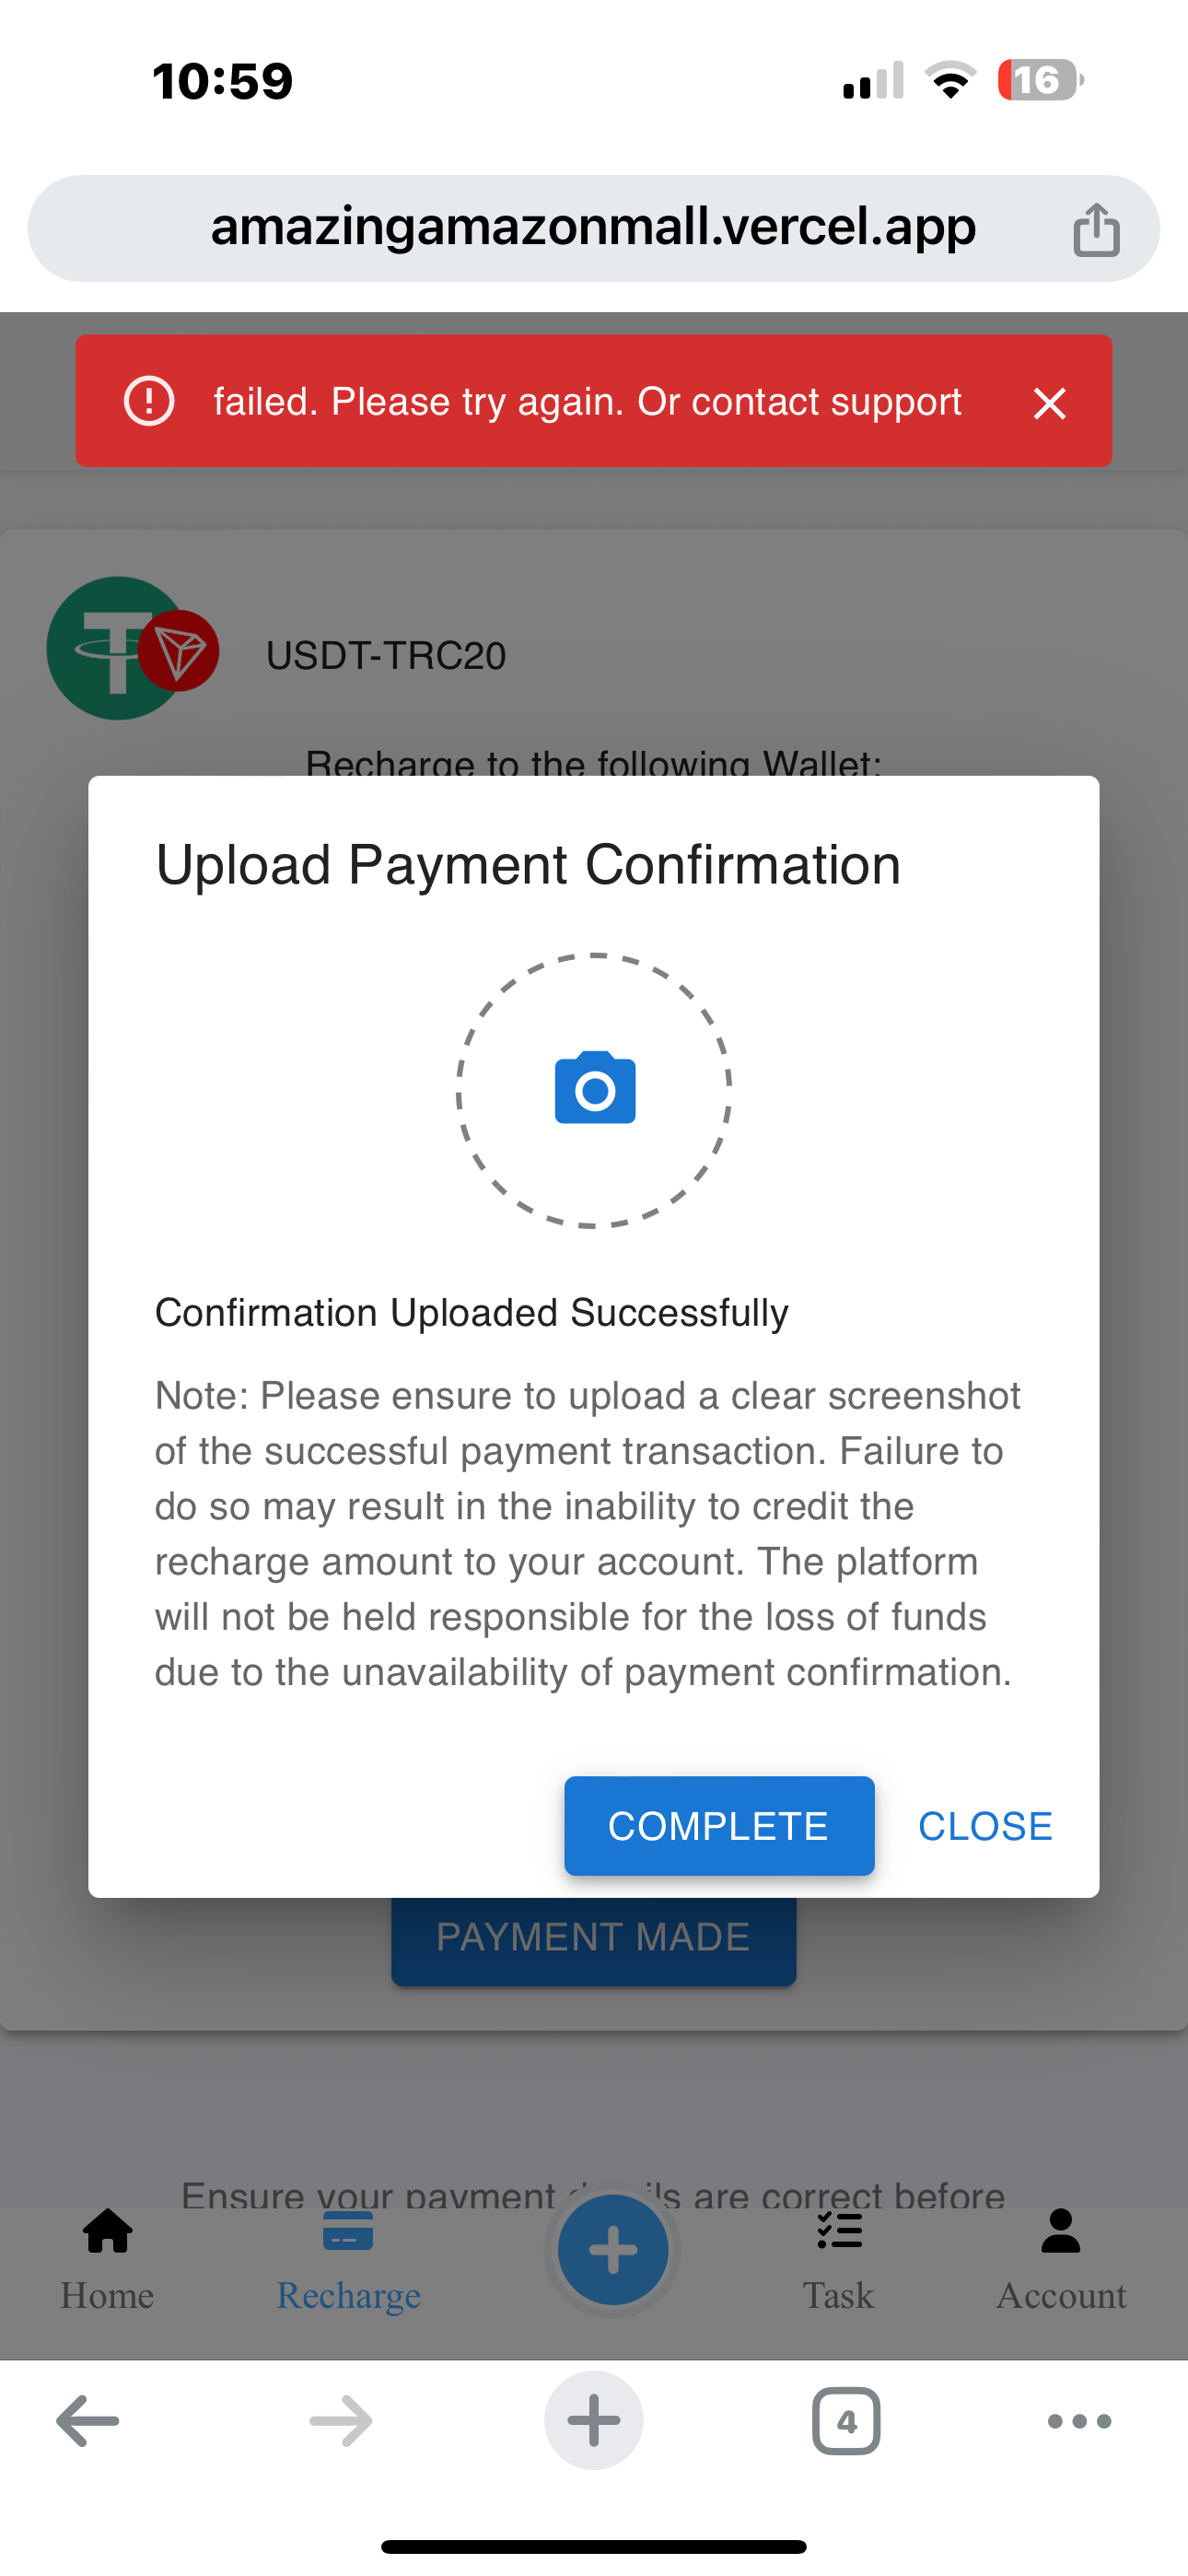 10:59
16
amazingamazonmall.vercel.app
failed. Please try again. Or contact support
USDT-TRC20
Recharge to the following Wallet:
Upload Payment Confirmation
Confirmation Uploaded Successfully
Note: Please ensure to upload a clear screenshot
of the successful payment transaction. Failure to
do so may result in the inability to credit the
recharge amount to your account. The platform
will not be held responsible for the loss of funds
due to the unavailability of payment confirmation.
COMPLETE
CLOSE
PAYMENT MADE
Ensure your payment details are correct before
Home
Recharge
Task
Account
4